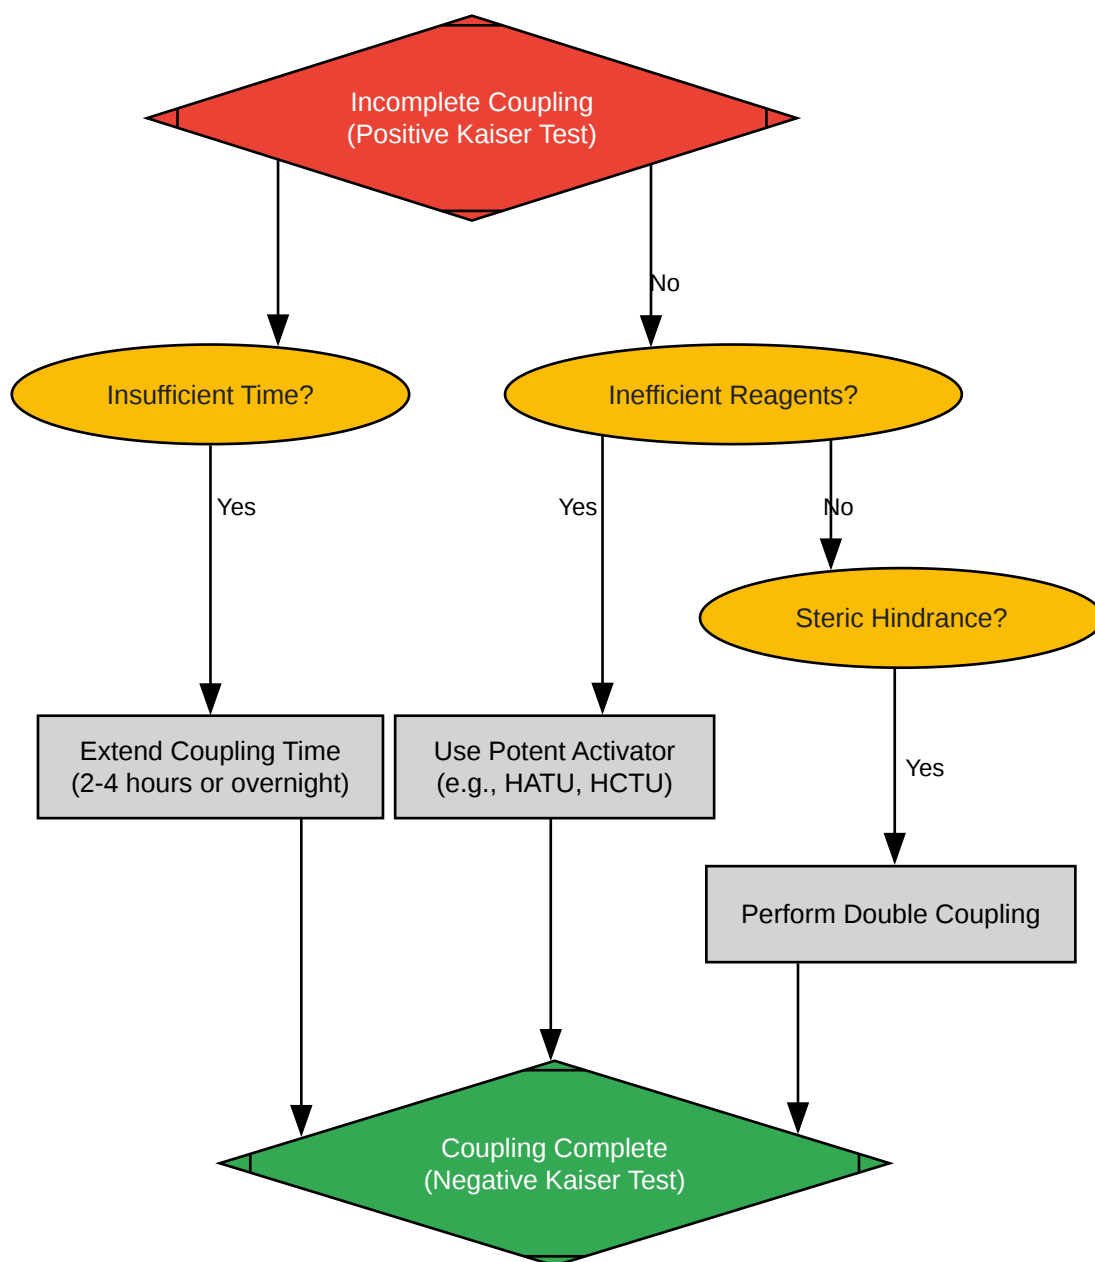 Incomplete Coupling
(Positive Kaiser Test)
No
Insufficient Time?
Inefficient Reagents?
Yes
Yes
No
Steric Hindrance?
Extend Coupling Time
(2-4 hours or overnight)
Use Potent Activator
(e.g., HATU, HCTU)
Yes
Perform Double Coupling
Coupling Complete
(Negative Kaiser Test)